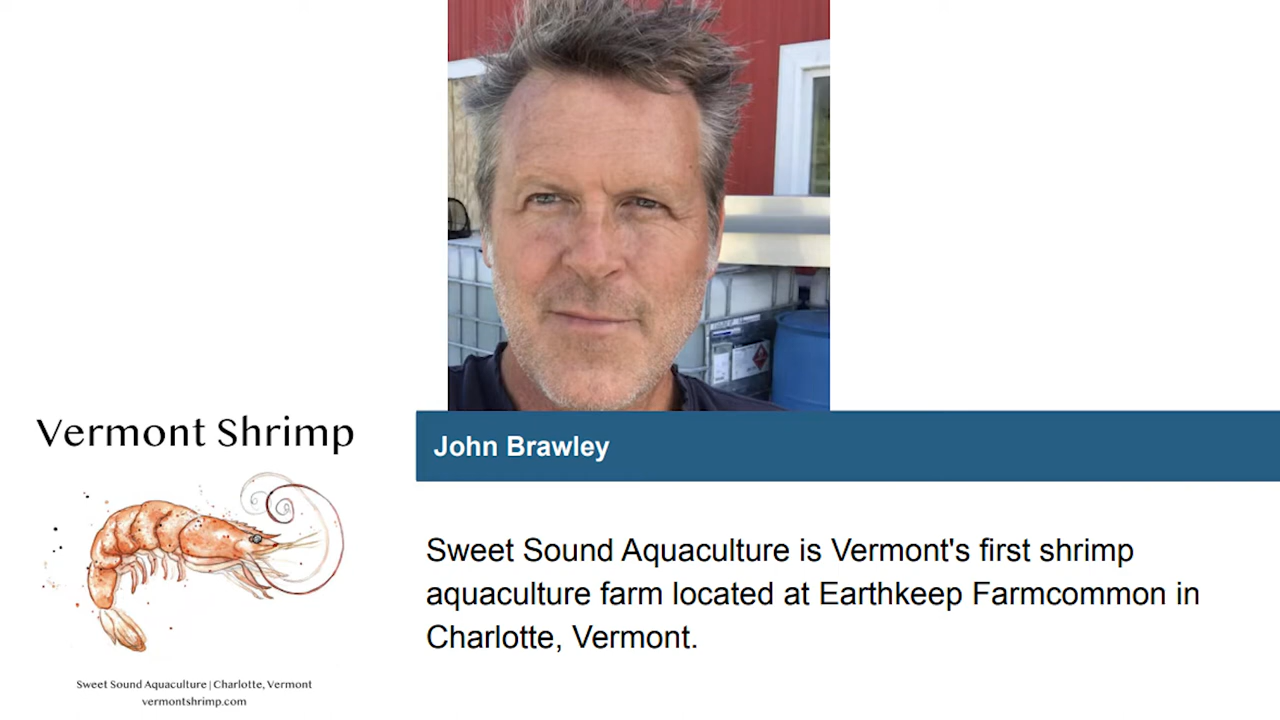 John Brawley
Vermont Shrimp
Sweet Sound Aquaculture is Vermont's first shrimp
aquaculture farm located at Earthkeep Farmcommon in
Charlotte, Vermont.
Sweet Sound Aquaculture | Charlotte, Vermont
vermontshrimp.com